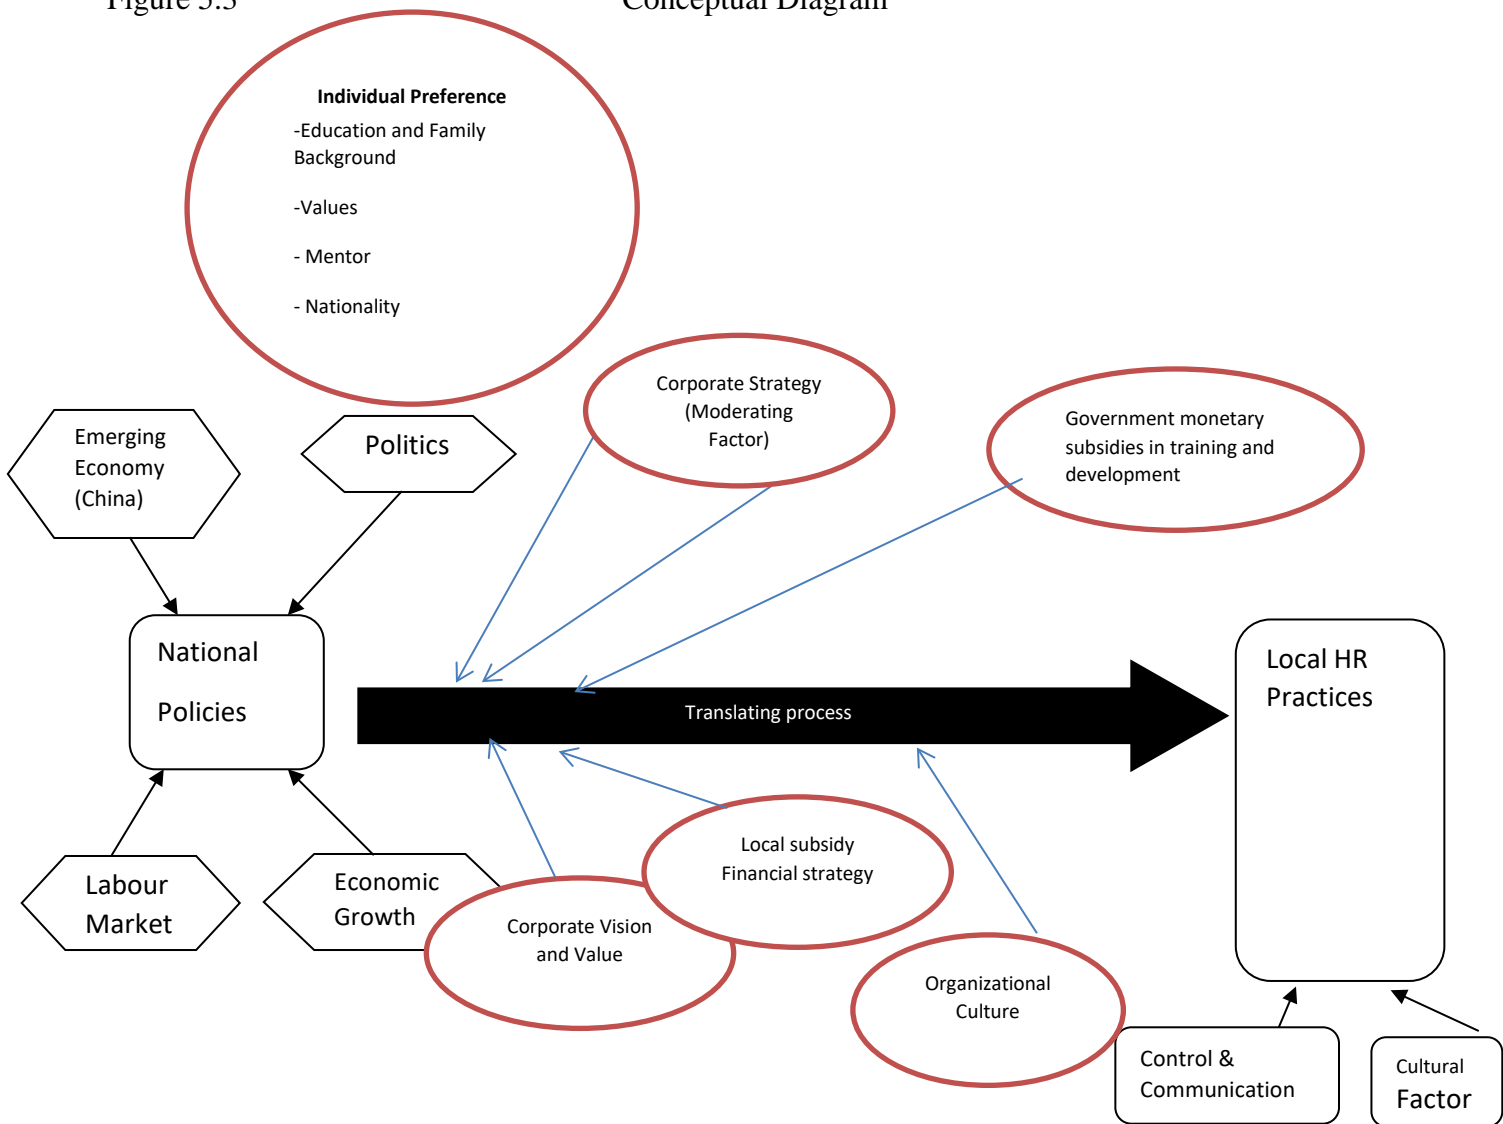 Figure 5.3 Conceptual Diagram
Individual Preference
-Education and Family
Background
-Values
- Mentor
- Nationality
Corporate Strategy
(Moderating
Factor)
Government monetary
subsidies in training and
development
Emerging
Economy
(China)
Politics
National
Policies
Translating process
Local HR
Practices
Labour
Market
Economic
Growth
Corporate Vision
and Value
Local subsidy
Financial strategy
Organizational
Culture
Control &
Communication
Cultural
Factor